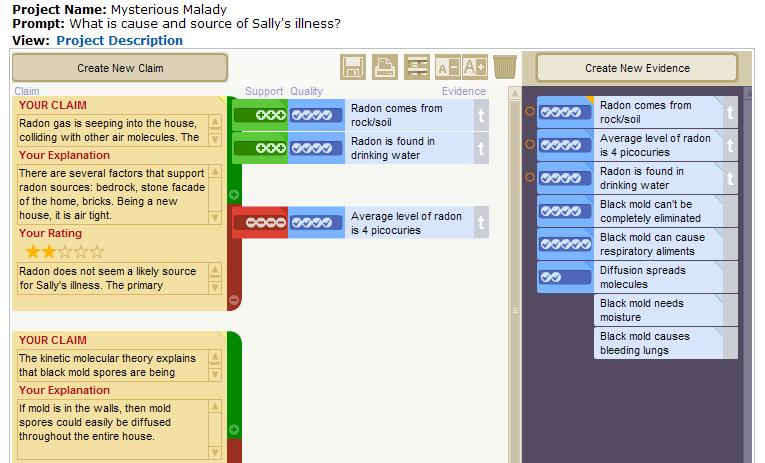 Project Name: Mysterious Malady
Prompt: What is cause and source of Sally's illness?
View: Project Description
Create New Claim
A - A+
Create New Evidence
Claim
Support Quality Evidence
YOUR CLAIM
Radon gas is seeping into the house,
colliding with other air molecules. The
Your Explanation
There are several factors that support
radon sources: bedrock, stone facade
of the home, bricks. Being a new
house, it is air tight.
Your Rating
Radon does not seem a likely source
for Sally's illness. The primary
Radon comes from
rock/soil
t
Radon is found in
drinking water
t
Average level of radon
is 4 picocuries
t
YOUR CLAIM
The kinetic molecular theory explains
that black mold spores are being
Your Explanation
If mold is in the walls, then mold
spores could easily be diffused
throughout the entire house.
Radon comes from
rock/soil
t
Average level of radon
is 4 picocuries
t
Radon is found in
drinking water
t
Black mold can't be
completely eliminated
Black mold can cause
respiratory aliments
Diffusion spreads
molecules
Black mold needs
moisture
Black mold causes
bleeding lungs